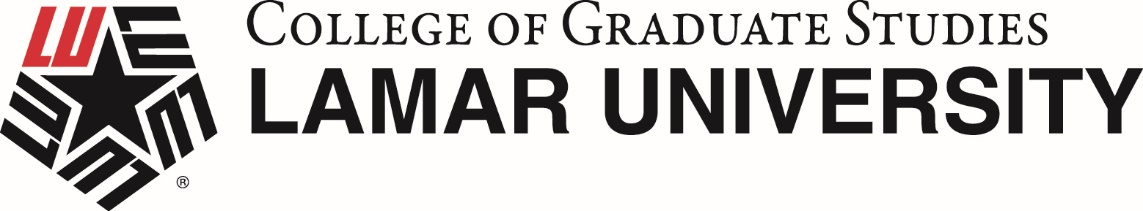 LU
COLLEGE OF GRADUATE STUDIES
LAMAR UNIVERSITY
®